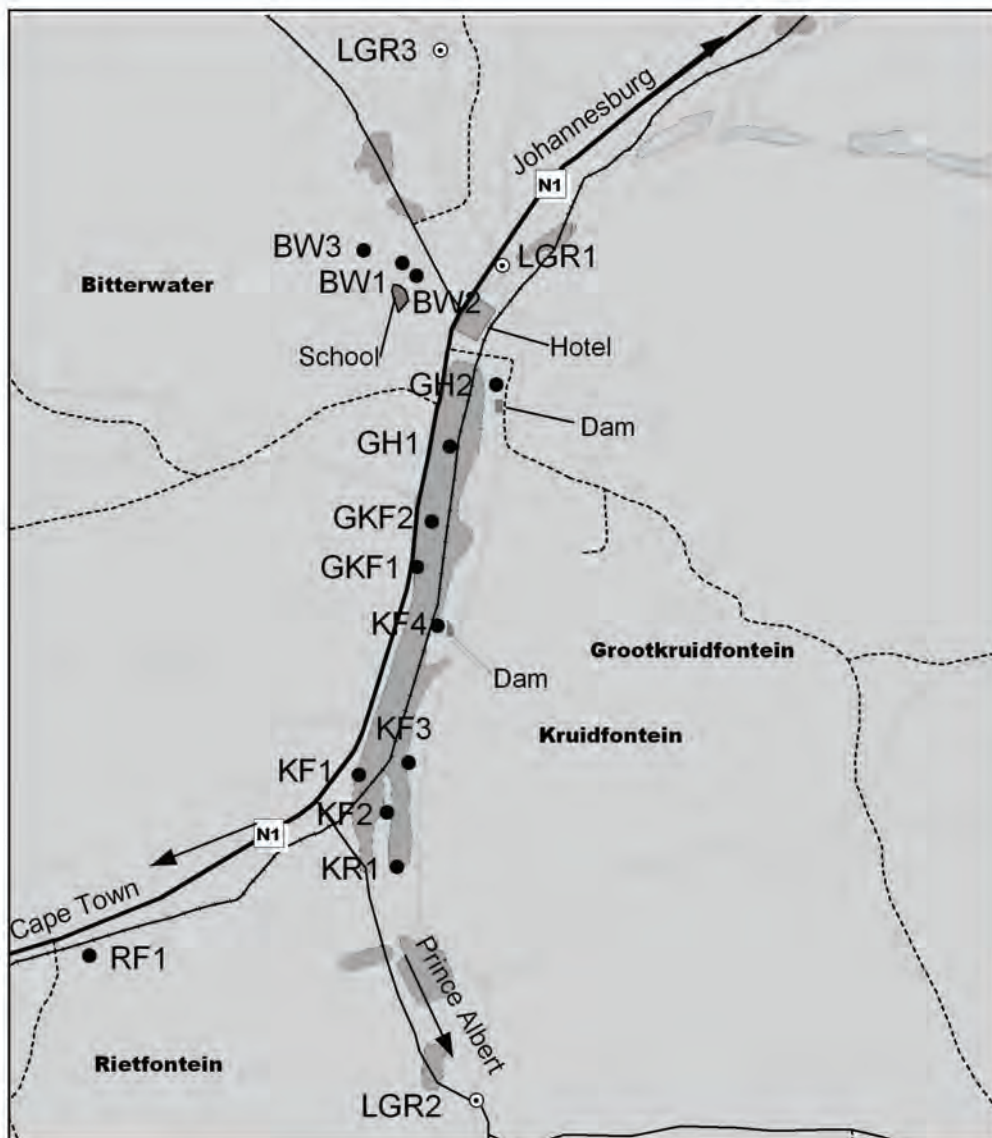 LGR3
Johannesburg
N1
BW3
LGR1
BW1
Bitterwater
BW2
School
Hotel
GH2
Dam
GH1
GKF2
GKF1
KF4
Grootkruidfontein
Dam
KF3
Kruidfontein
KF1
KF2
N1
KR1
Cape Town
RF1
Prince Albert
Rietfontein
LGR2